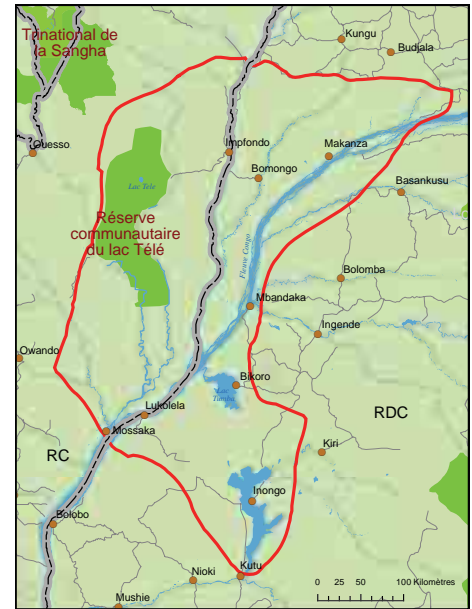 Trinational de
la Sangha
Kungu
Budjala
Ouesso
Impfondo
Makanza
Bomongo
Basankusu
Lac Tele
Réserve
communautaire
du lac Télé
Fleuve Congo
Bolomba
Mbandaka
Ingende
Owando
Bikoro
Lac
Tumba
Lukolela
RDC
Mossaka
Kiri
RC
Inongo
Bolobo
Nioki
Kutu
Mushie
0 25 50 100 Kilomètres